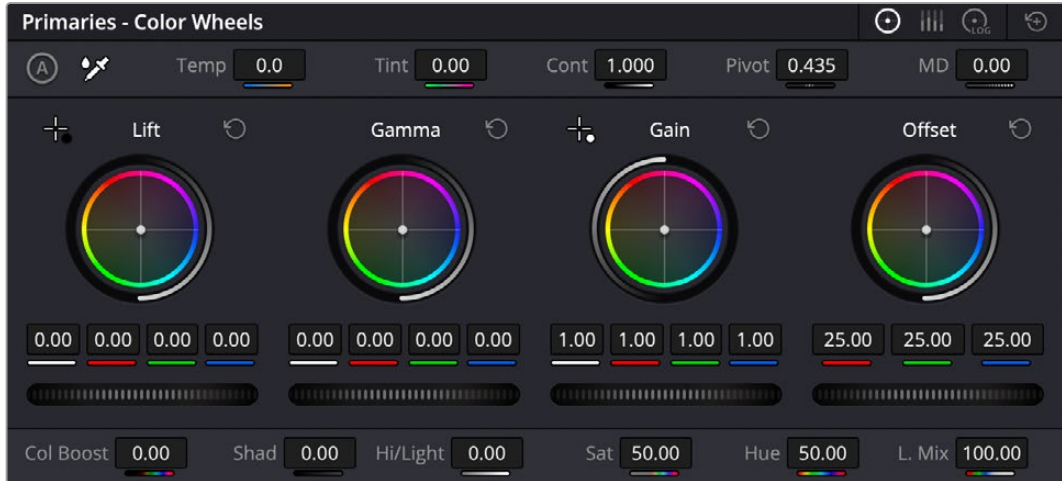 Primaries - Color Wheels
LOG
A Temp 0.0 Tint 0.00 Cont 1.000 Pivot 0.435 MD 0.00
Lift Gamma Gain Offset
0.00 0.00 0.00 0.00 0.00 0.00 0.00 0.00 1.00 1.00 1.00 1.00 25.00 25.00 25.00
Col Boost 0.00 Shad 0.00 Hi/Light 0.00 Sat 50.00 Hue 50.00 L. Mix 100.00